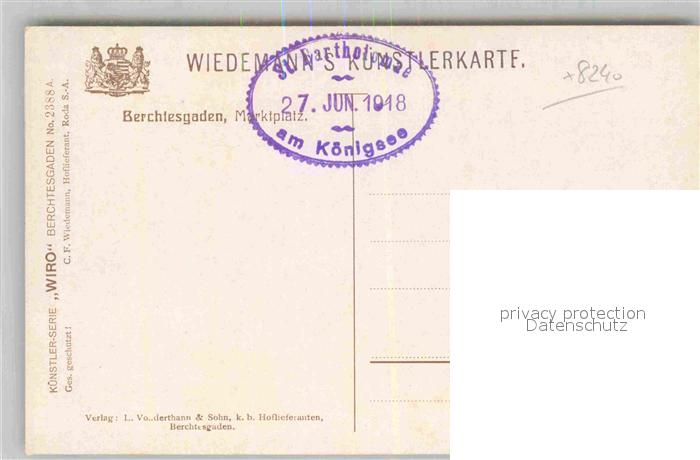 WIEDEMANN'S KÜNSTLERKARTE.
St. Bartholomae
27. JUN. 1918
am Königsee
+8240
Berchtesgaden, Marktplatz.
KÜNSTLER-SERIE „WIRO“ BERCHTESGADEN No. 2388 A.
Ges. geschützt! C. F. Wiedemann, Hoflieferant, Roda S.-A.
privacy protection
Datenschutz
Verlag: L. Vonderthann & Sohn, k. b. Hoflieferanten,
Berchtesgaden.